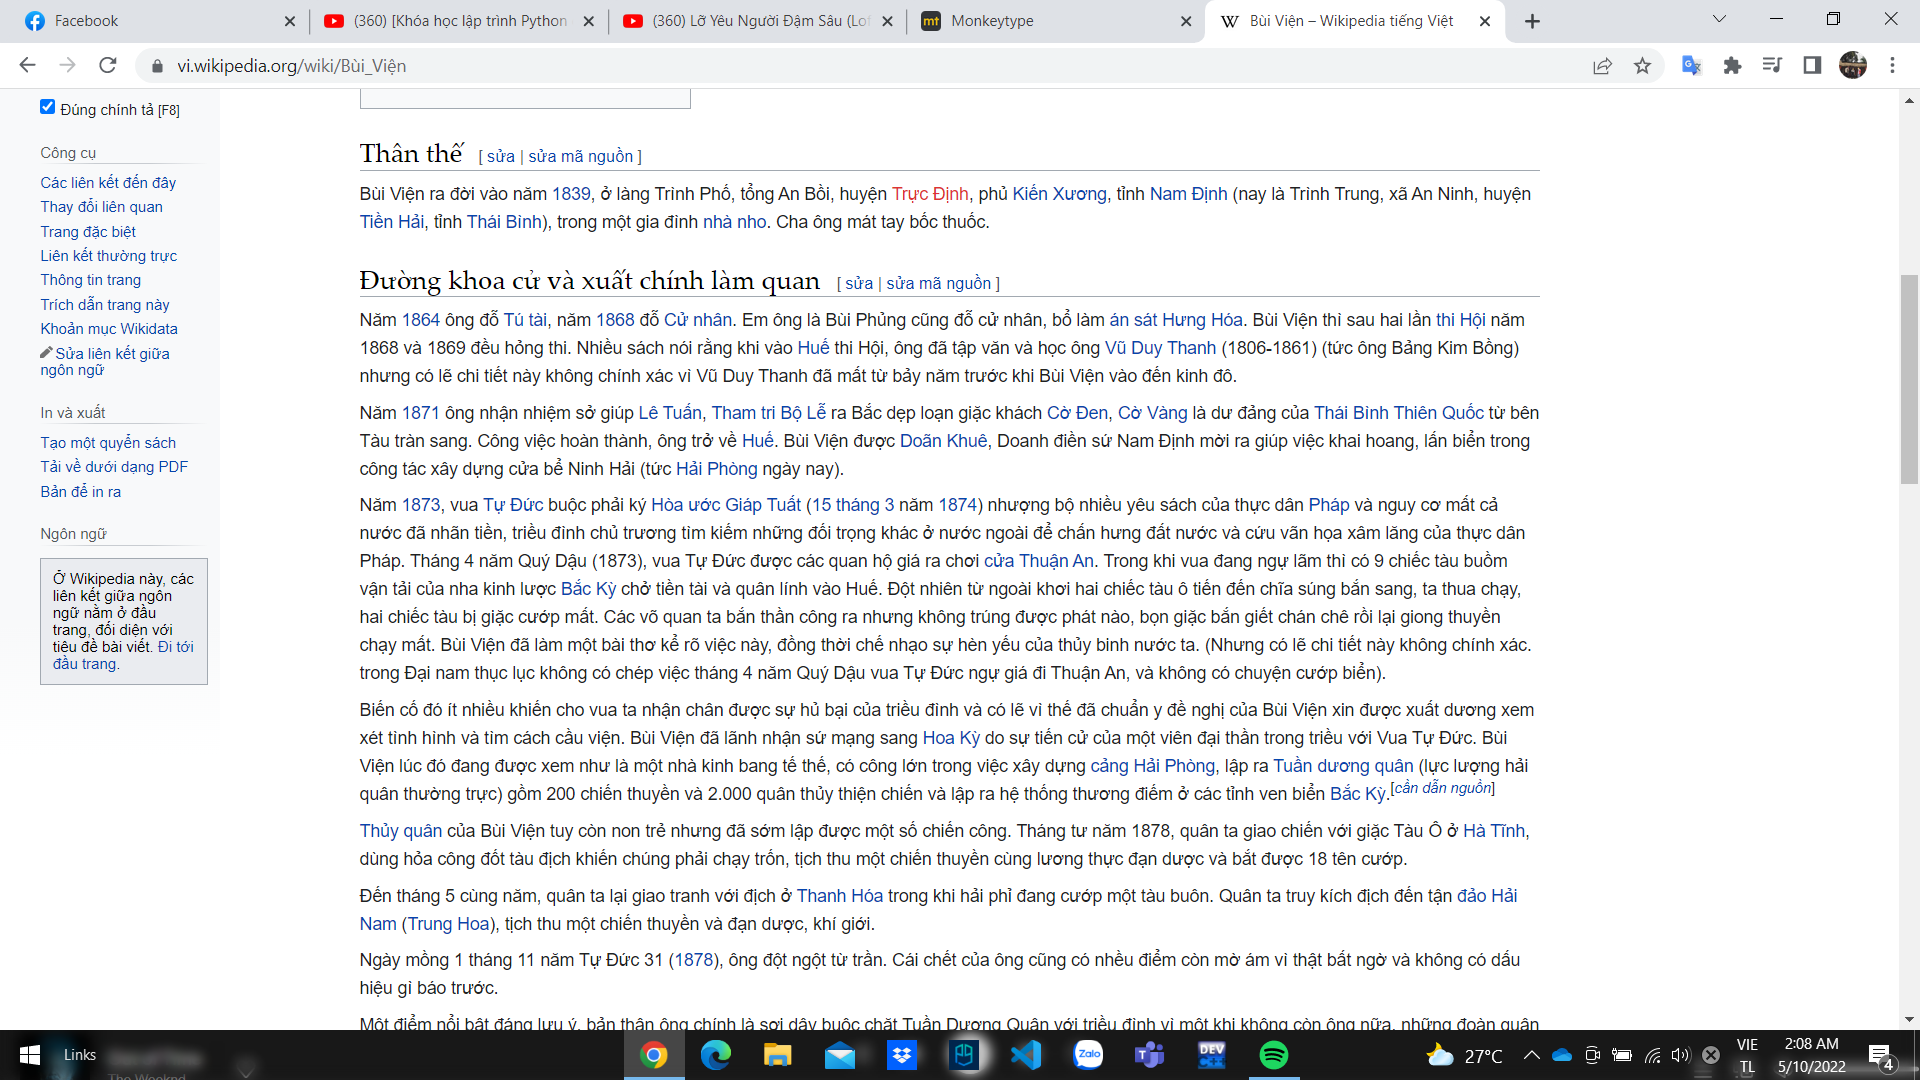 Facebook
(360) [Khóa học lập trình Python
(360) Lỡ Yêu Người Đậm Sâu (Lof
mt Monkeytype
W Bùi Viện – Wikipedia tiếng Việt
vi.wikipedia.org/wiki/Bùi_Viện
Đúng chính tả [F8]
Công cụ
Các liên kết đến đây
Thay đổi liên quan
Trang đặc biệt
Liên kết thường trực
Thông tin trang
Trích dẫn trang này
Khoản mục Wikidata
Sửa liên kết giữa
ngôn ngữ
In và xuất
Tạo một quyển sách
Tải về dưới dạng PDF
Bản để in ra
Ngôn ngữ
Ở Wikipedia này, các
liên kết giữa ngôn
ngữ nằm ở đầu
trang, đối diện với
tiêu đề bài viết. Đi tới
đầu trang.
Thân thế [ sửa | sửa mã nguồn ]
Bùi Viện ra đời vào năm 1839, ở làng Trình Phố, tổng An Bồi, huyện Trực Định, phủ Kiến Xương, tỉnh Nam Định (nay là Trình Trung, xã An Ninh, huyện
Tiền Hải, tỉnh Thái Bình), trong một gia đình nhà nho. Cha ông mát tay bốc thuốc.
Đường khoa cử và xuất chính làm quan [ sửa | sửa mã nguồn ]
Năm 1864 ông đỗ Tú tài, năm 1868 đỗ Cử nhân. Em ông là Bùi Phủng cũng đỗ cử nhân, bổ làm án sát Hưng Hóa. Bùi Viện thì sau hai lần thi Hội năm
1868 và 1869 đều hỏng thi. Nhiều sách nói rằng khi vào Huế thi Hội, ông đã tập văn và học ông Vũ Duy Thanh (1806-1861) (tức ông Bảng Kim Bồng)
nhưng có lẽ chi tiết này không chính xác vì Vũ Duy Thanh đã mất từ bảy năm trước khi Bùi Viện vào đến kinh đô.
Năm 1871 ông nhận nhiệm sở giúp Lê Tuấn, Tham tri Bộ Lễ ra Bắc dẹp loạn giặc khách Cờ Đen, Cờ Vàng là dư đảng của Thái Bình Thiên Quốc từ bên
Tàu tràn sang. Công việc hoàn thành, ông trở về Huế. Bùi Viện được Doãn Khuê, Doanh điền sứ Nam Định mời ra giúp việc khai hoang, lấn biển trong
công tác xây dựng cửa bể Ninh Hải (tức Hải Phòng ngày nay).
Năm 1873, vua Tự Đức buộc phải ký Hòa ước Giáp Tuất (15 tháng 3 năm 1874) nhượng bộ nhiều yêu sách của thực dân Pháp và nguy cơ mất cả
nước đã nhãn tiền, triều đình chủ trương tìm kiếm những đối trọng khác ở nước ngoài để chấn hưng đất nước và cứu vãn họa xâm lăng của thực dân
Pháp. Tháng 4 năm Quý Dậu (1873), vua Tự Đức được các quan hộ giá ra chơi cửa Thuận An. Trong khi vua đang ngự lãm thì có 9 chiếc tàu buồm
vận tải của nha kinh lược Bắc Kỳ chở tiền tài và quân lính vào Huế. Đột nhiên từ ngoài khơi hai chiếc tàu ô tiến đến chĩa súng bắn sang, ta thua chạy,
hai chiếc tàu bị giặc cướp mất. Các võ quan ta bắn thần công ra nhưng không trúng được phát nào, bọn giặc bắn giết chán chê rồi lại giong thuyền
chạy mất. Bùi Viện đã làm một bài thơ kể rõ việc này, đồng thời chế nhạo sự hèn yếu của thủy binh nước ta. (Nhưng có lẽ chi tiết này không chính xác.
trong Đại nam thục lục không có chép việc tháng 4 năm Quý Dậu vua Tự Đức ngự giá đi Thuận An, và không có chuyện cướp biển).
Biến cố đó ít nhiều khiến cho vua ta nhận chân được sự hủ bại của triều đình và có lẽ vì thế đã chuẩn y đề nghị của Bùi Viện xin được xuất dương xem
xét tình hình và tìm cách cầu viện. Bùi Viện đã lãnh nhận sứ mạng sang Hoa Kỳ do sự tiến cử của một viên đại thần trong triều với Vua Tự Đức. Bùi
Viện lúc đó đang được xem như là một nhà kinh bang tế thế, có công lớn trong việc xây dựng cảng Hải Phòng, lập ra Tuần dương quân (lực lượng hải
quân thường trực) gồm 200 chiến thuyền và 2.000 quân thủy thiện chiến và lập ra hệ thống thương điếm ở các tỉnh ven biển Bắc Kỳ.[cần dẫn nguồn]
Thủy quân của Bùi Viện tuy còn non trẻ nhưng đã sớm lập được một số chiến công. Tháng tư năm 1878, quân ta giao chiến với giặc Tàu Ô ở Hà Tĩnh,
dùng hỏa công đốt tàu địch khiến chúng phải chạy trốn, tịch thu một chiến thuyền cùng lương thực đạn dược và bắt được 18 tên cướp.
Đến tháng 5 cùng năm, quân ta lại giao tranh với địch ở Thanh Hóa trong khi hải phỉ đang cướp một tàu buôn. Quân ta truy kích địch đến tận đảo Hải
Nam (Trung Hoa), tịch thu một chiến thuyền và đạn dược, khí giới.
Ngày mồng 1 tháng 11 năm Tự Đức 31 (1878), ông đột ngột từ trần. Cái chết của ông cũng có nhều điểm còn mờ ám vì thật bất ngờ và không có dấu
hiệu gì báo trước.
Một điểm nổi bật đáng lưu ý, bản thân ông chính là sợi dây buộc chặt Tuần Dương Quân với triều đình vì một khi không còn ông nữa, những đoàn quân
Links
The Weeknd
Zalo
DEV
27°C
VIE
TL
2:08 AM
5/10/2022
4